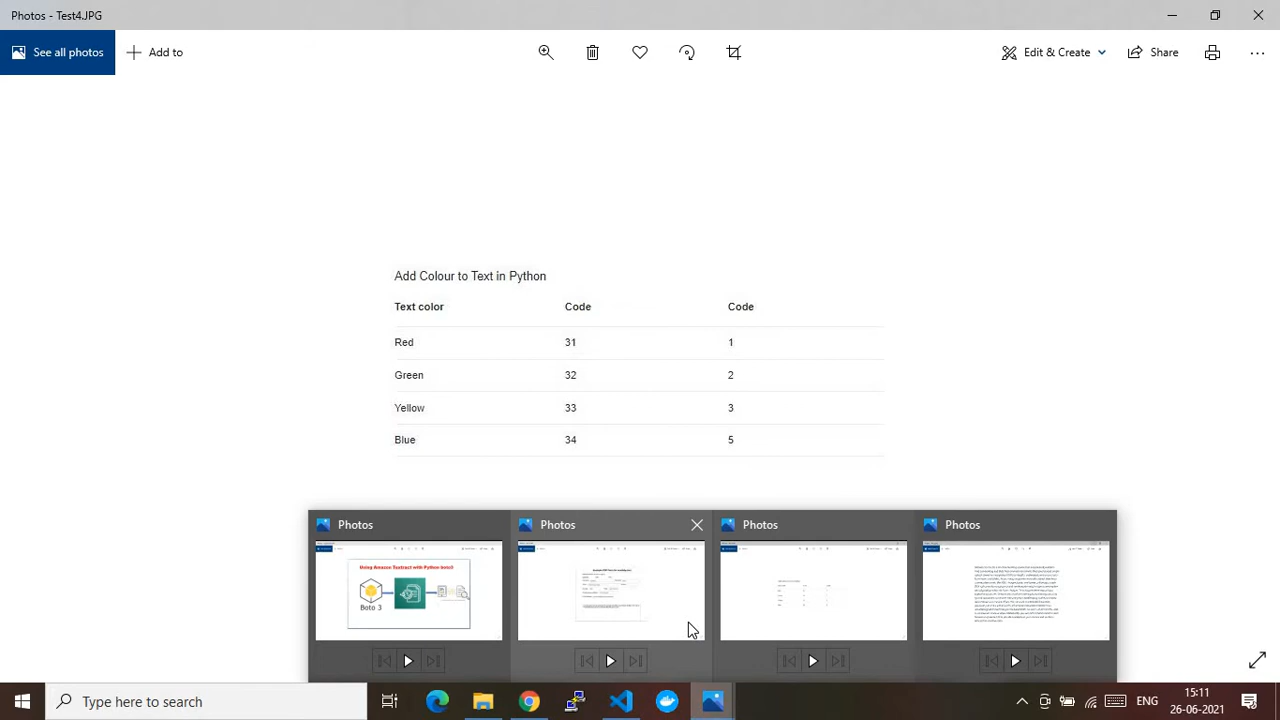 Photos - Test4.JPG
See all photos
Add to
Edit & Create
Share
Add Colour to Text in Python
Text color Code Code
Red 31 1
Green 32 2
Yellow 33 3
Blue 34 5
Photos Photos Photos Photos
Using Amazon Textract with Python boto3
Boto 3
Type here to search
ENG
15:11
26-06-2021